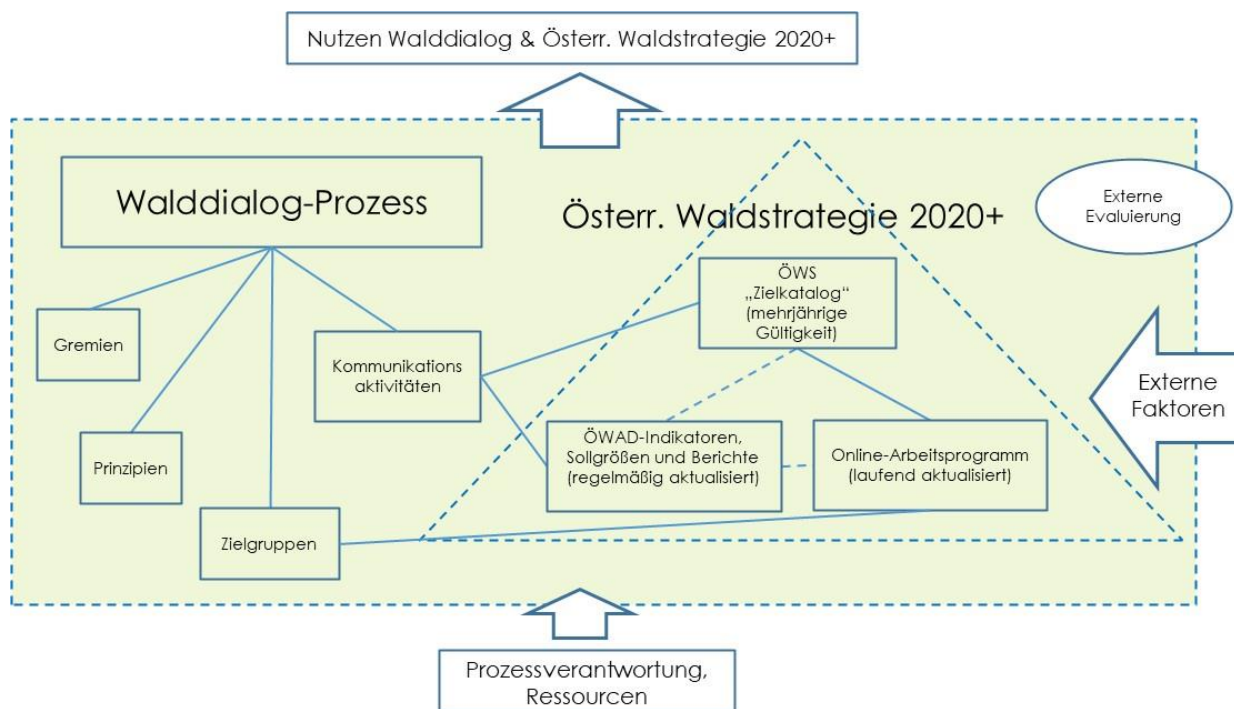 Nutzen Walddialog & Österr. Waldstrategie 2020+
Walddialog-Prozess
Österr. Waldstrategie 2020+
Externe
Evaluierung
ÖWS
„Zielkatalog“
(mehrjährige
Gültigkeit)
Gremien
Kommunikations
aktivitäten
Externe
Faktoren
Prinzipien
ÖWAD-Indikatoren,
Sollgrößen und Berichte
(regelmäßig aktualisiert)
Online-Arbeitsprogramm
(laufend aktualisiert)
Zielgruppen
Prozessverantwortung,
Ressourcen